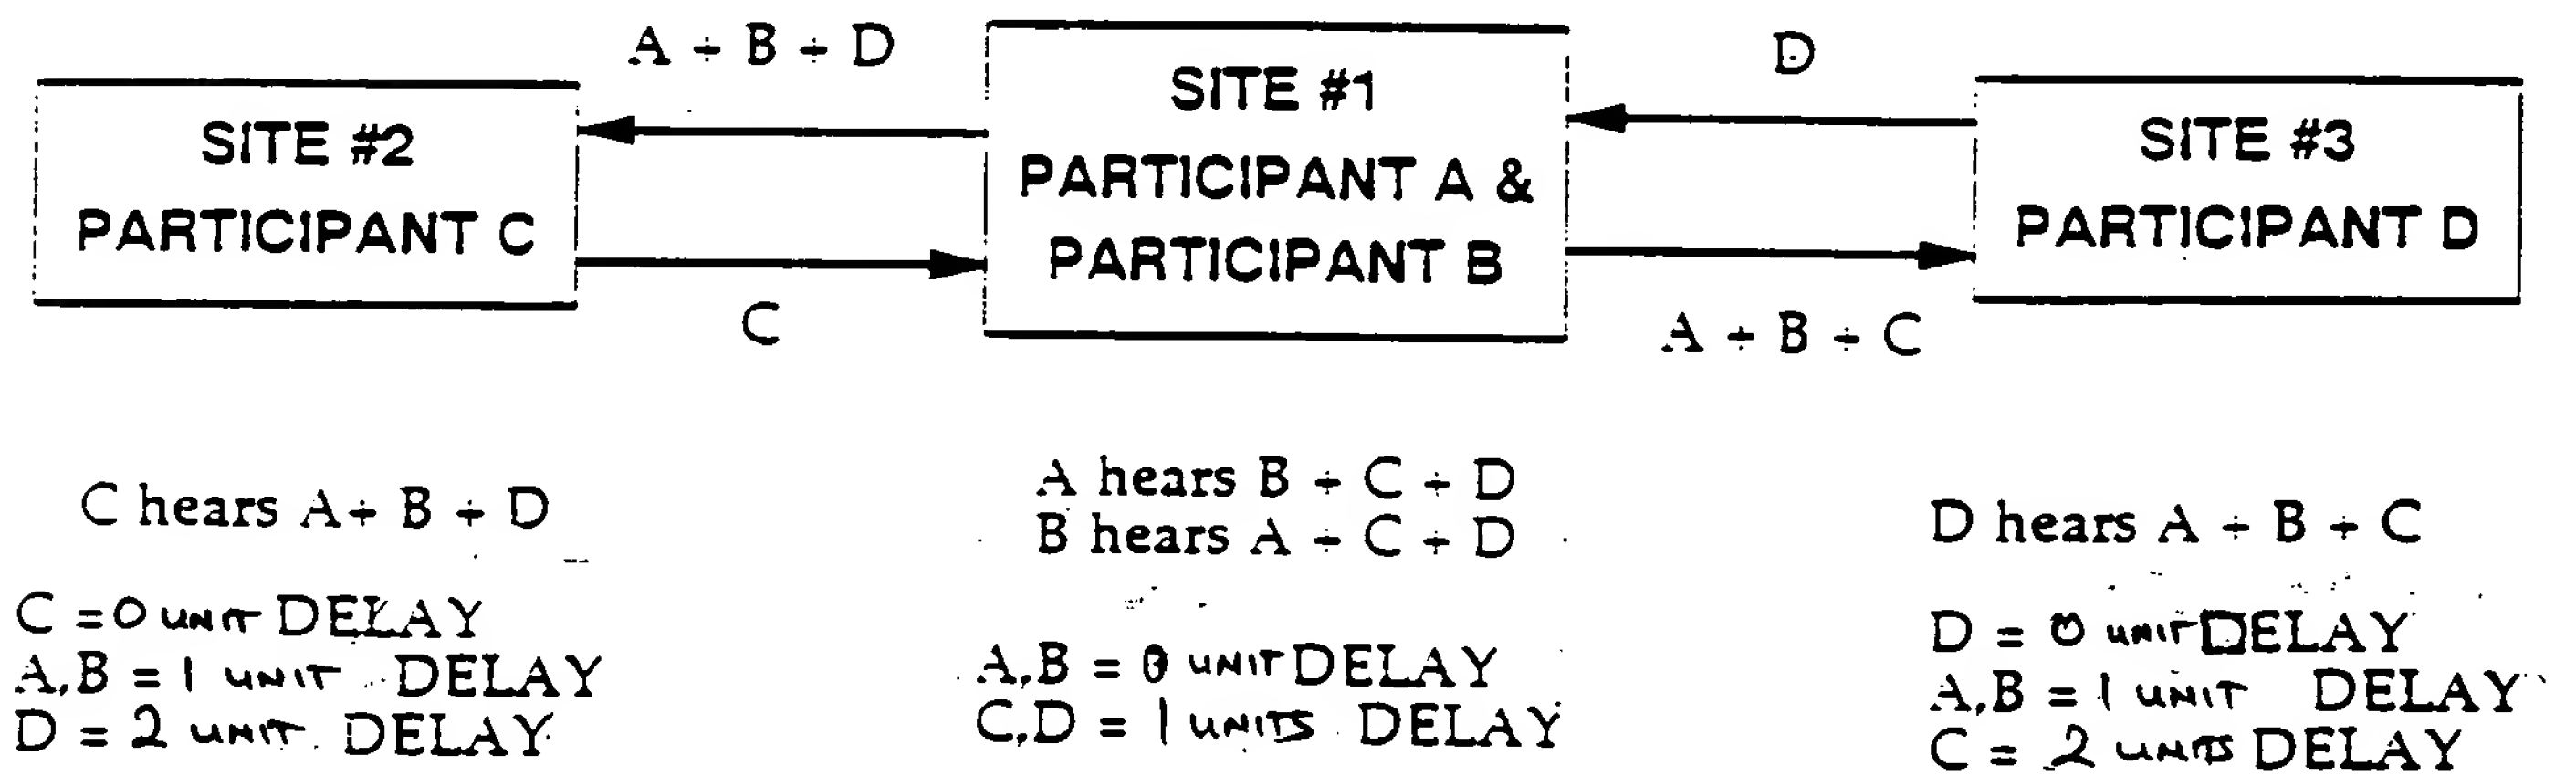 A + B + D
D
SITE #2
PARTICIPANT C
SITE #1
PARTICIPANT A &
PARTICIPANT B
SITE #3
PARTICIPANT D
C
A + B + C
C hears A + B + D
A hears B + C + D
B hears A + C + D
D hears A + B + C
C = 0 UNIT DELAY
A,B = 1 UNIT DELAY
D = 2 UNIT DELAY
A,B = 0 UNIT DELAY
C,D = 1 UNITS DELAY
D = 0 UNIT DELAY
A,B = 1 UNIT DELAY
C = 2 UNITS DELAY